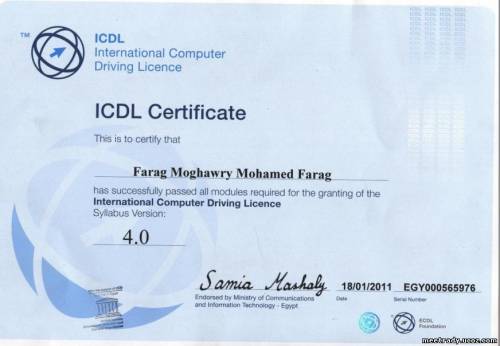 TM
ICDL
International Computer
Driving Licence
ICDL Certificate
This is to certify that
Farag Moghawry Mohamed Farag
has successfully passed all modules required for the granting of the
International Computer Driving Licence
Syllabus Version:
4.0
Samia Mashaly
18/01/2011 EGY000565976
Endorsed by Ministry of Communications Date Serial Number
and Information Technology - Egypt
ECDL
Foundation
meetrady.ucoz.com